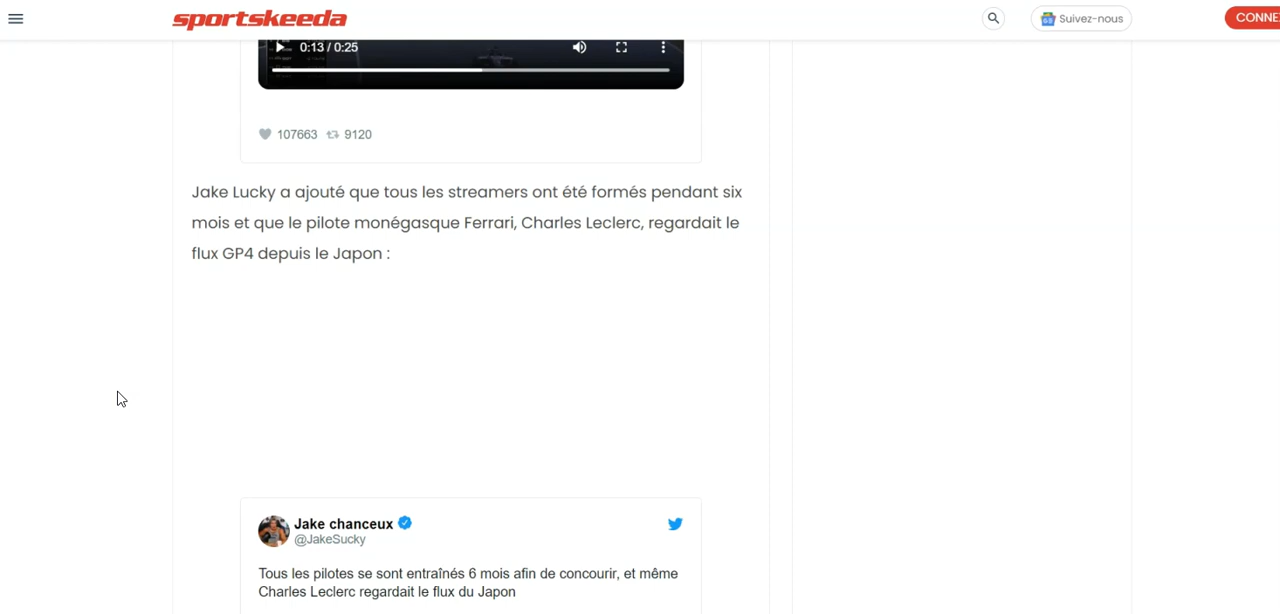 sportskeeda
Suivez-nous
CONNE
0:13 / 0:25
107663 9120
Jake Lucky a ajouté que tous les streamers ont été formés pendant six
mois et que le pilote monégasque Ferrari, Charles Leclerc, regardait le
flux GP4 depuis le Japon :
Jake chanceux
@JakeSucky
Tous les pilotes se sont entraînés 6 mois afin de concourir, et même
Charles Leclerc regardait le flux du Japon